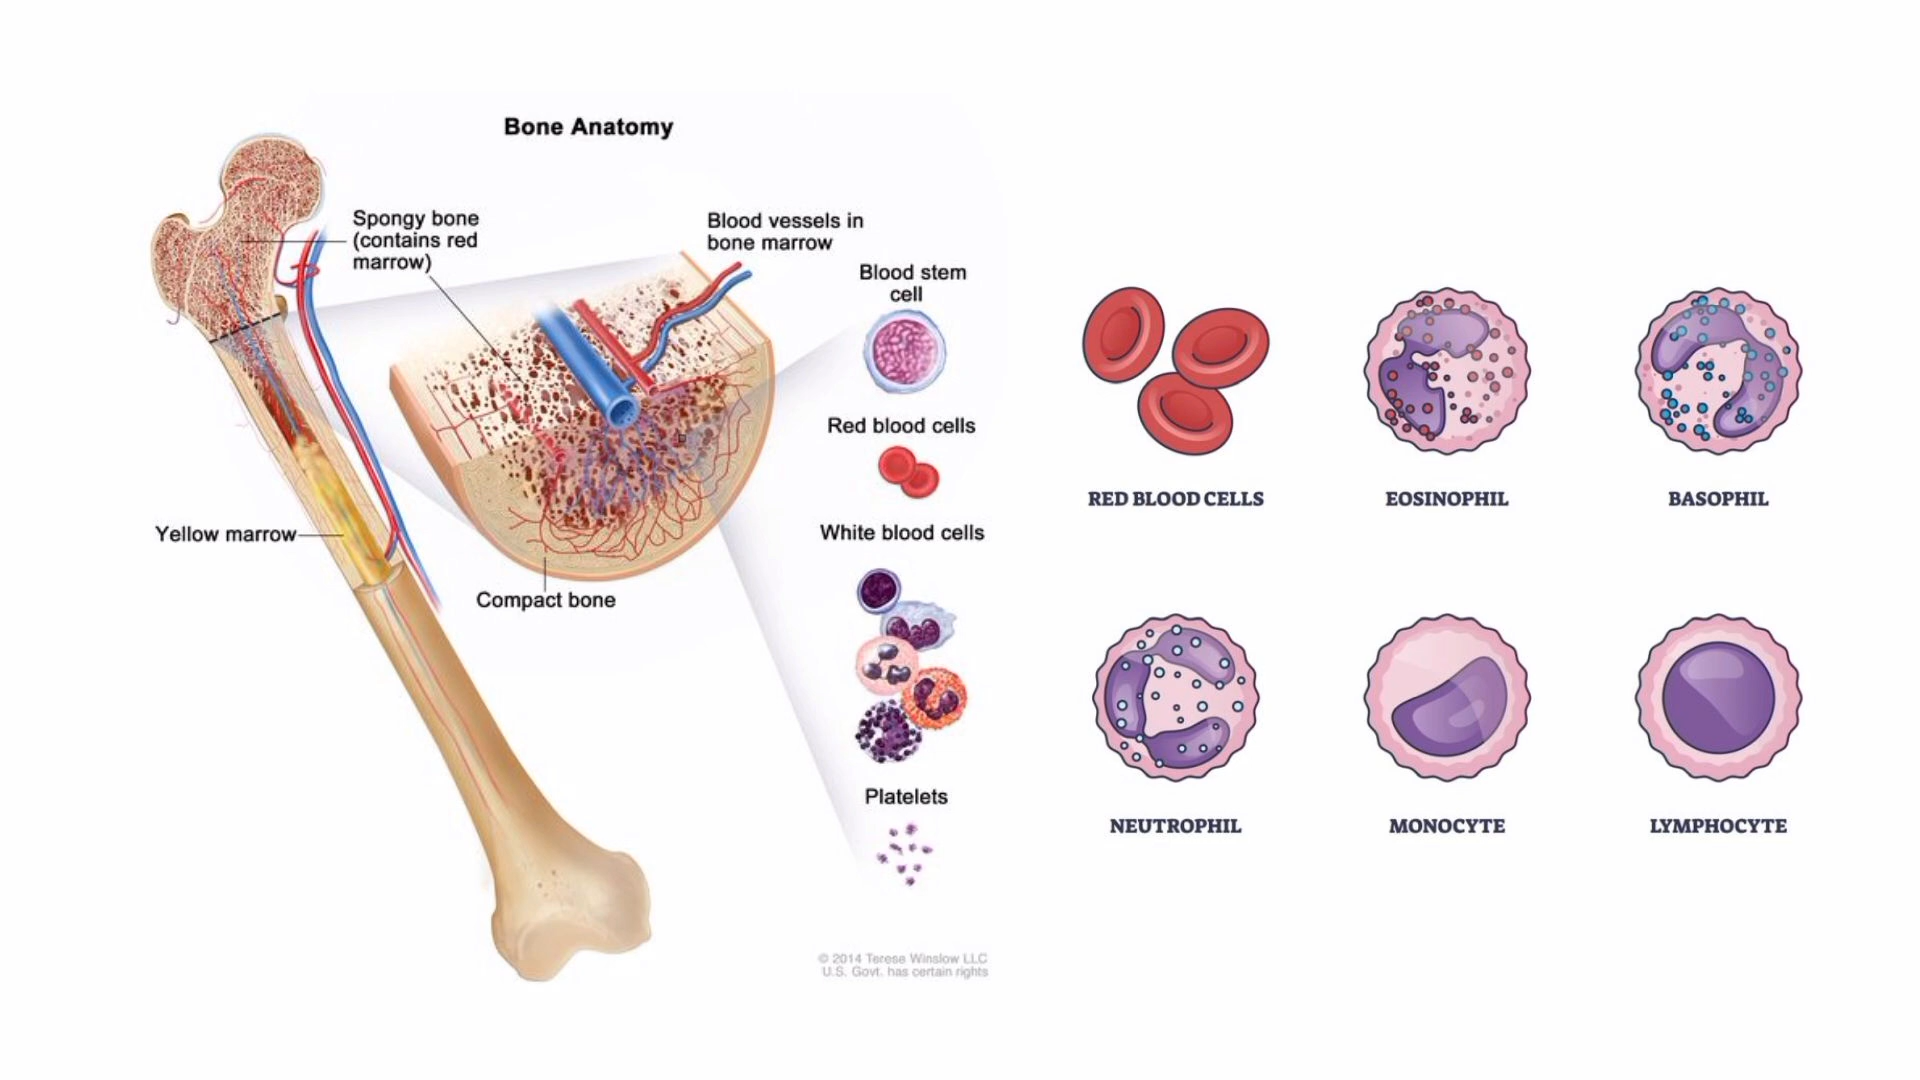 Bone Anatomy
Spongy bone
(contains red
marrow)
Blood vessels in
bone marrow
Blood stem
cell
Red blood cells
White blood cells
Yellow marrow
Compact bone
Platelets
© 2014 Terese Winslow LLC
U.S. Govt. has certain rights
RED BLOOD CELLS
EOSINOPHIL
BASOPHIL
NEUTROPHIL
MONOCYTE
LYMPHOCYTE